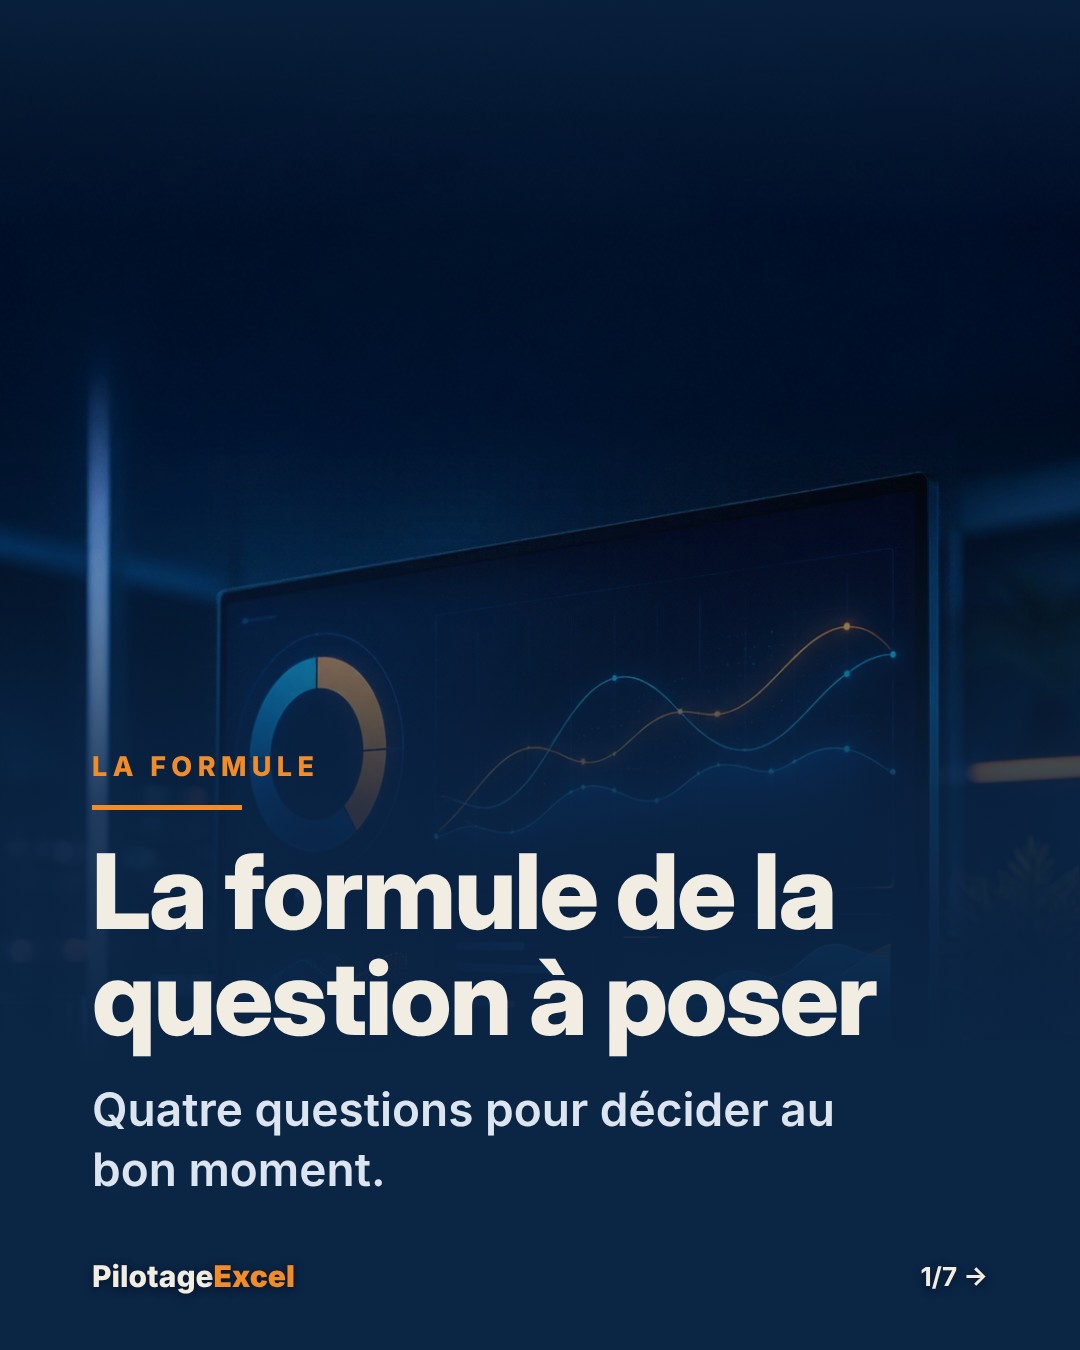 LA FORMULE
La formule de la
question à poser
Quatre questions pour décider au
bon moment.
PilotageExcel
1/7 →